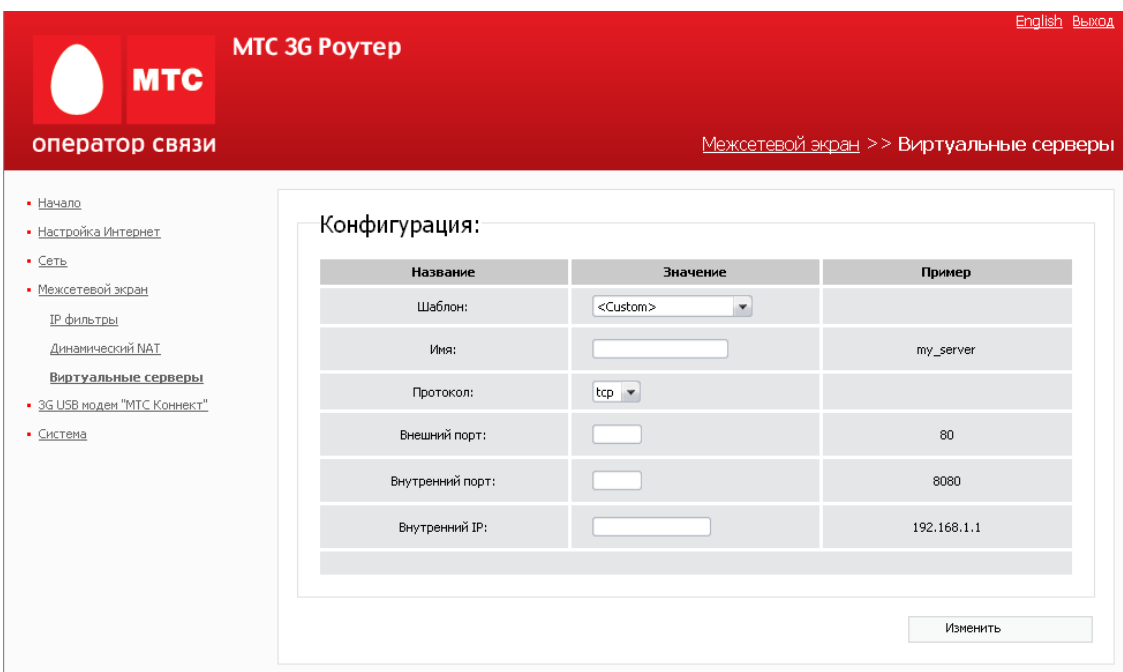 English Выход
МТС 3G Роутер
МТС
оператор связи
Межсетевой экран >> Виртуальные серверы
Начало
Настройка Интернет
Сеть
Межсетевой экран
IP фильтры
Динамический NAT
Виртуальные серверы
3G USB модем "МТС Коннект"
Система
Конфигурация:
Название Значение Пример
Шаблон: <Custom>
Имя: my_server
Протокол: tcp
Внешний порт: 80
Внутренний порт: 8080
Внутренний IP: 192.168.1.1
Изменить